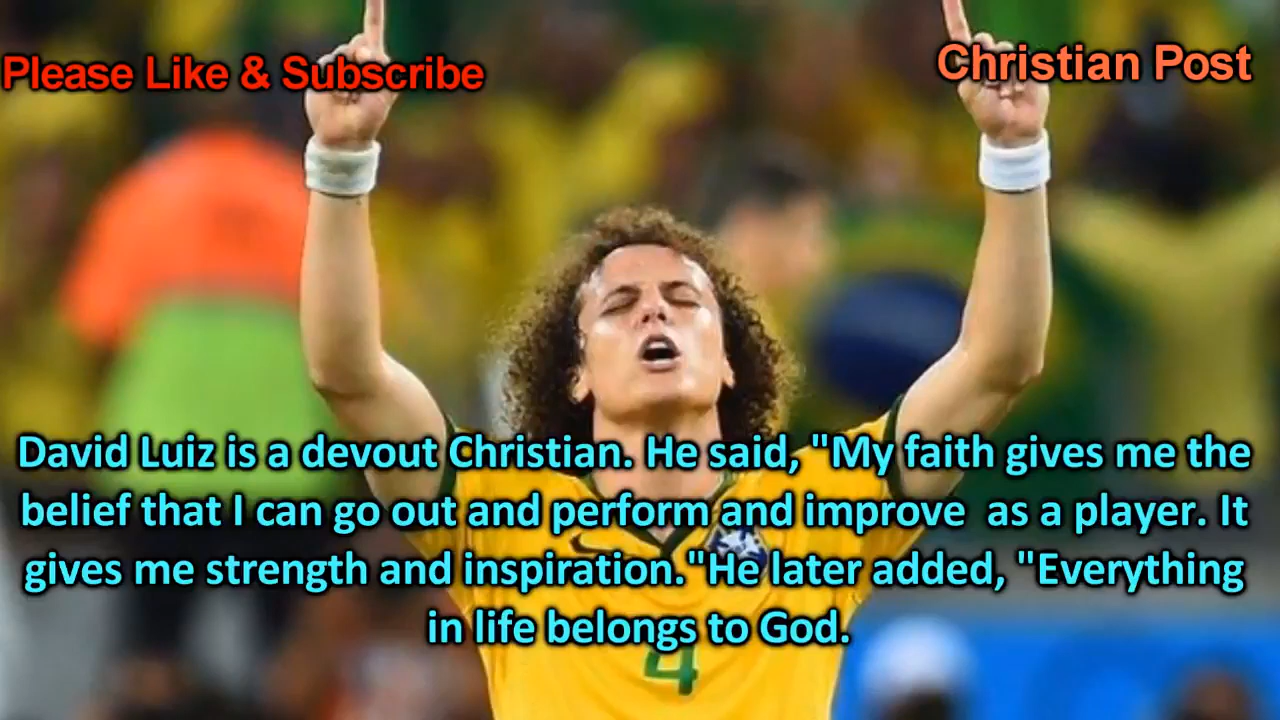 Please Like & Subscribe
Christian Post
David Luiz is a devout Christian. He said, "My faith gives me the
belief that I can go out and perform and improve  as a player. It
gives me strength and inspiration."He later added, "Everything
in life belongs to God.
4